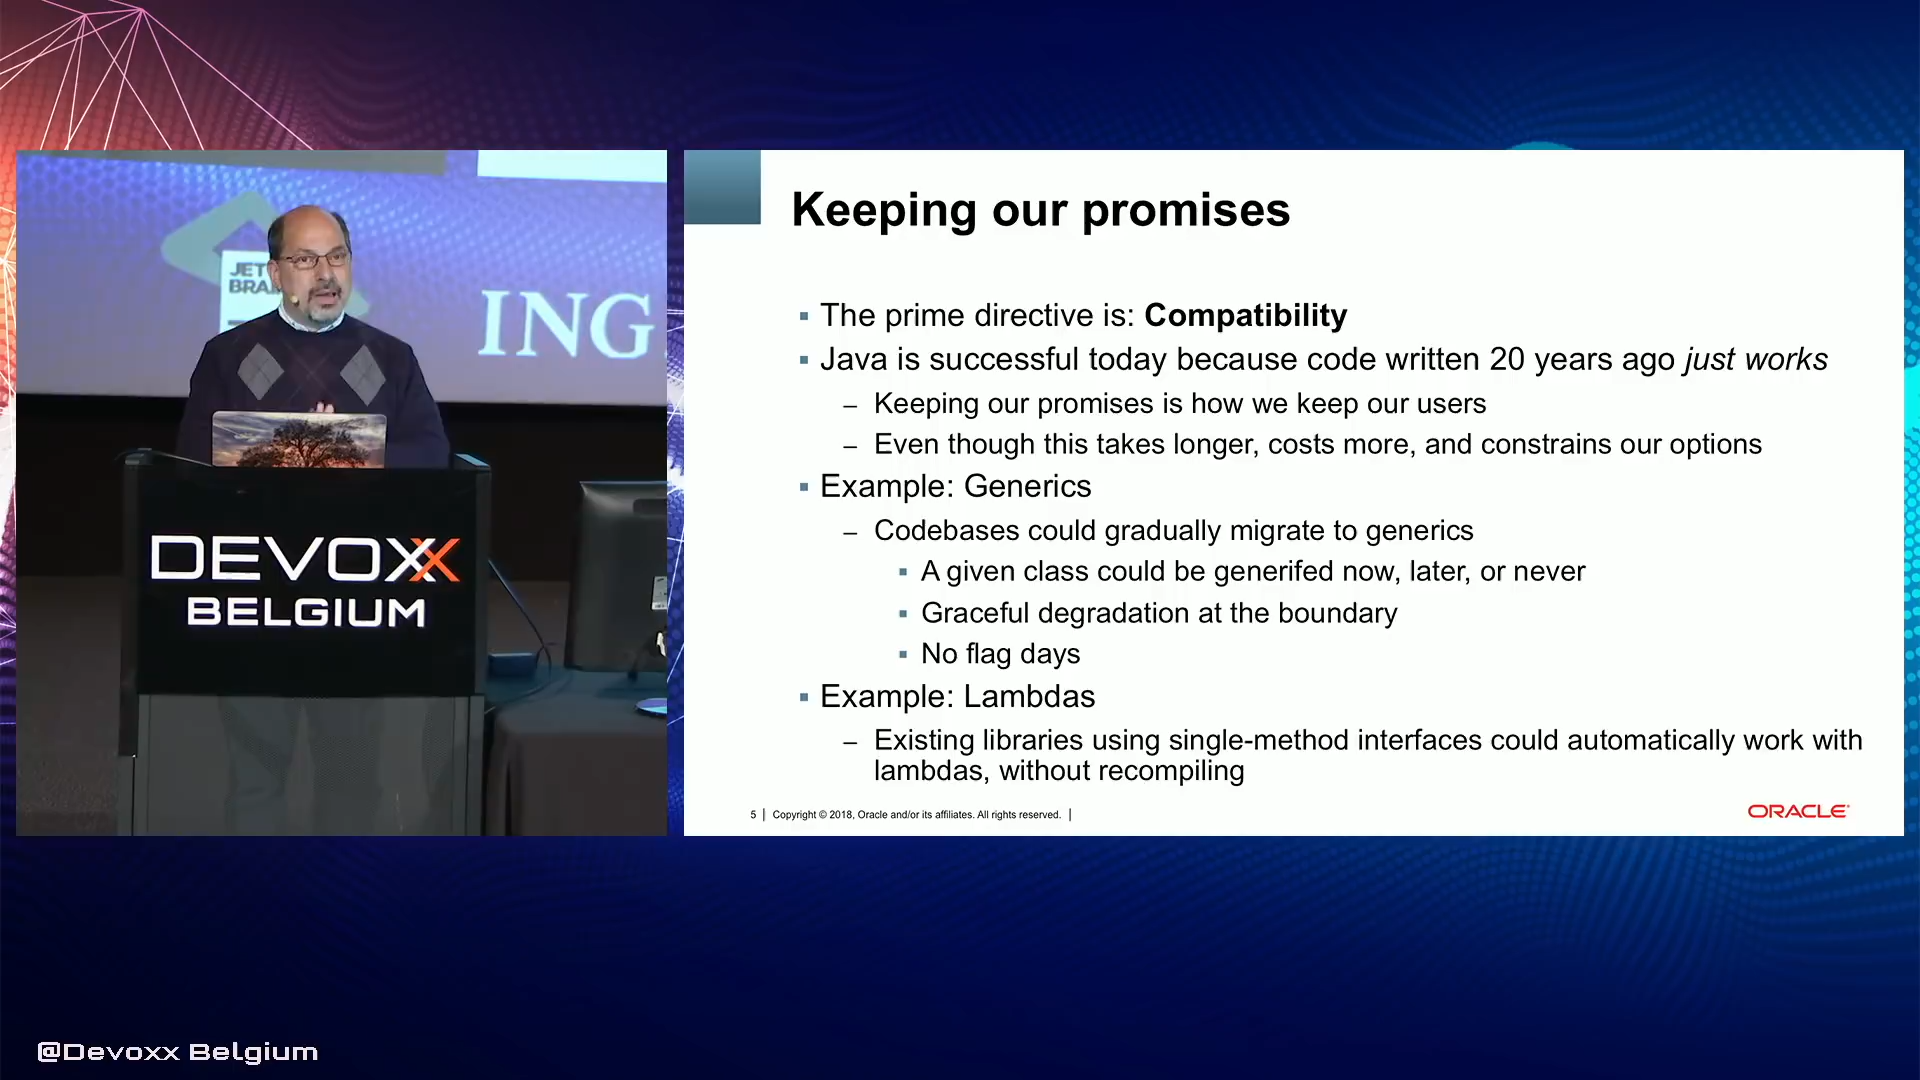 JET
BRAI
ING
DEVOXX
BELGIUM
Keeping our promises
▪ The prime directive is: Compatibility
▪ Java is successful today because code written 20 years ago just works
– Keeping our promises is how we keep our users
– Even though this takes longer, costs more, and constrains our options
▪ Example: Generics
– Codebases could gradually migrate to generics
▪ A given class could be generifed now, later, or never
▪ Graceful degradation at the boundary
▪ No flag days
▪ Example: Lambdas
– Existing libraries using single-method interfaces could automatically work with
lambdas, without recompiling
5 | Copyright © 2018, Oracle and/or its affiliates. All rights reserved. |
ORACLE®
@Devoxx Belgium